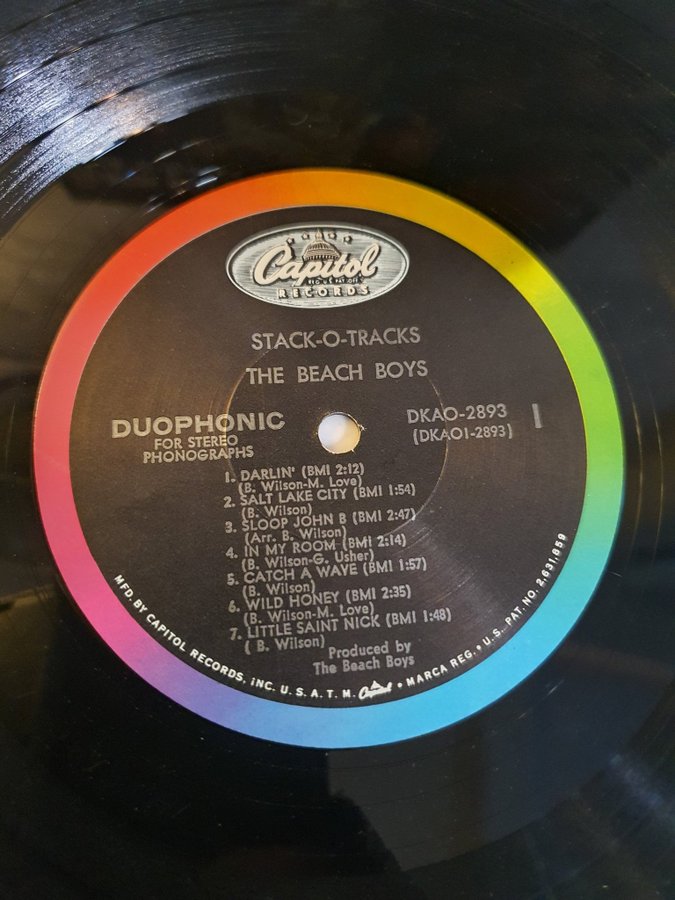 Capitol
REG. U.S. PAT. OFF.
RECORDS
STACK-O-TRACKS
THE BEACH BOYS
DUOPHONIC
FOR STEREO
PHONOGRAPHS
DKAO-2893
(DKAO1-2893)
1
1. DARLIN' (BMI 2:12)
(B. Wilson-M. Love)
2. SALT LAKE CITY (BMI 1:54)
(B. Wilson)
3. SLOOP JOHN B (BMI 2:47)
(Arr. B. Wilson)
4. IN MY ROOM (BMI 2:14)
(B. Wilson-G. Usher)
5. CATCH A WAVE (BMI 1:57)
(B. Wilson)
6. WILD HONEY (BMI 2:35)
(B. Wilson-M. Love)
7. LITTLE SAINT NICK (BMI 1:48)
( B. Wilson)
Produced by
The Beach Boys
MFD. BY CAPITOL RECORDS, INC. U.S.A. T.M. Capitol • MARCA REG. • U.S. PAT. NO. 2,631,859